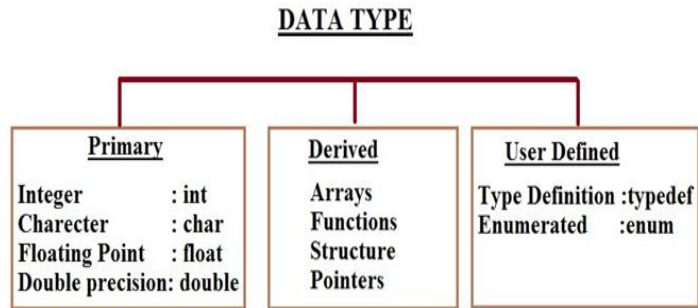 DATA TYPE
Primary
Integer : int
Charecter : char
Floating Point : float
Double precision: double
Derived
Arrays
Functions
Structure
Pointers
User Defined
Type Definition :typedef
Enumerated :enum